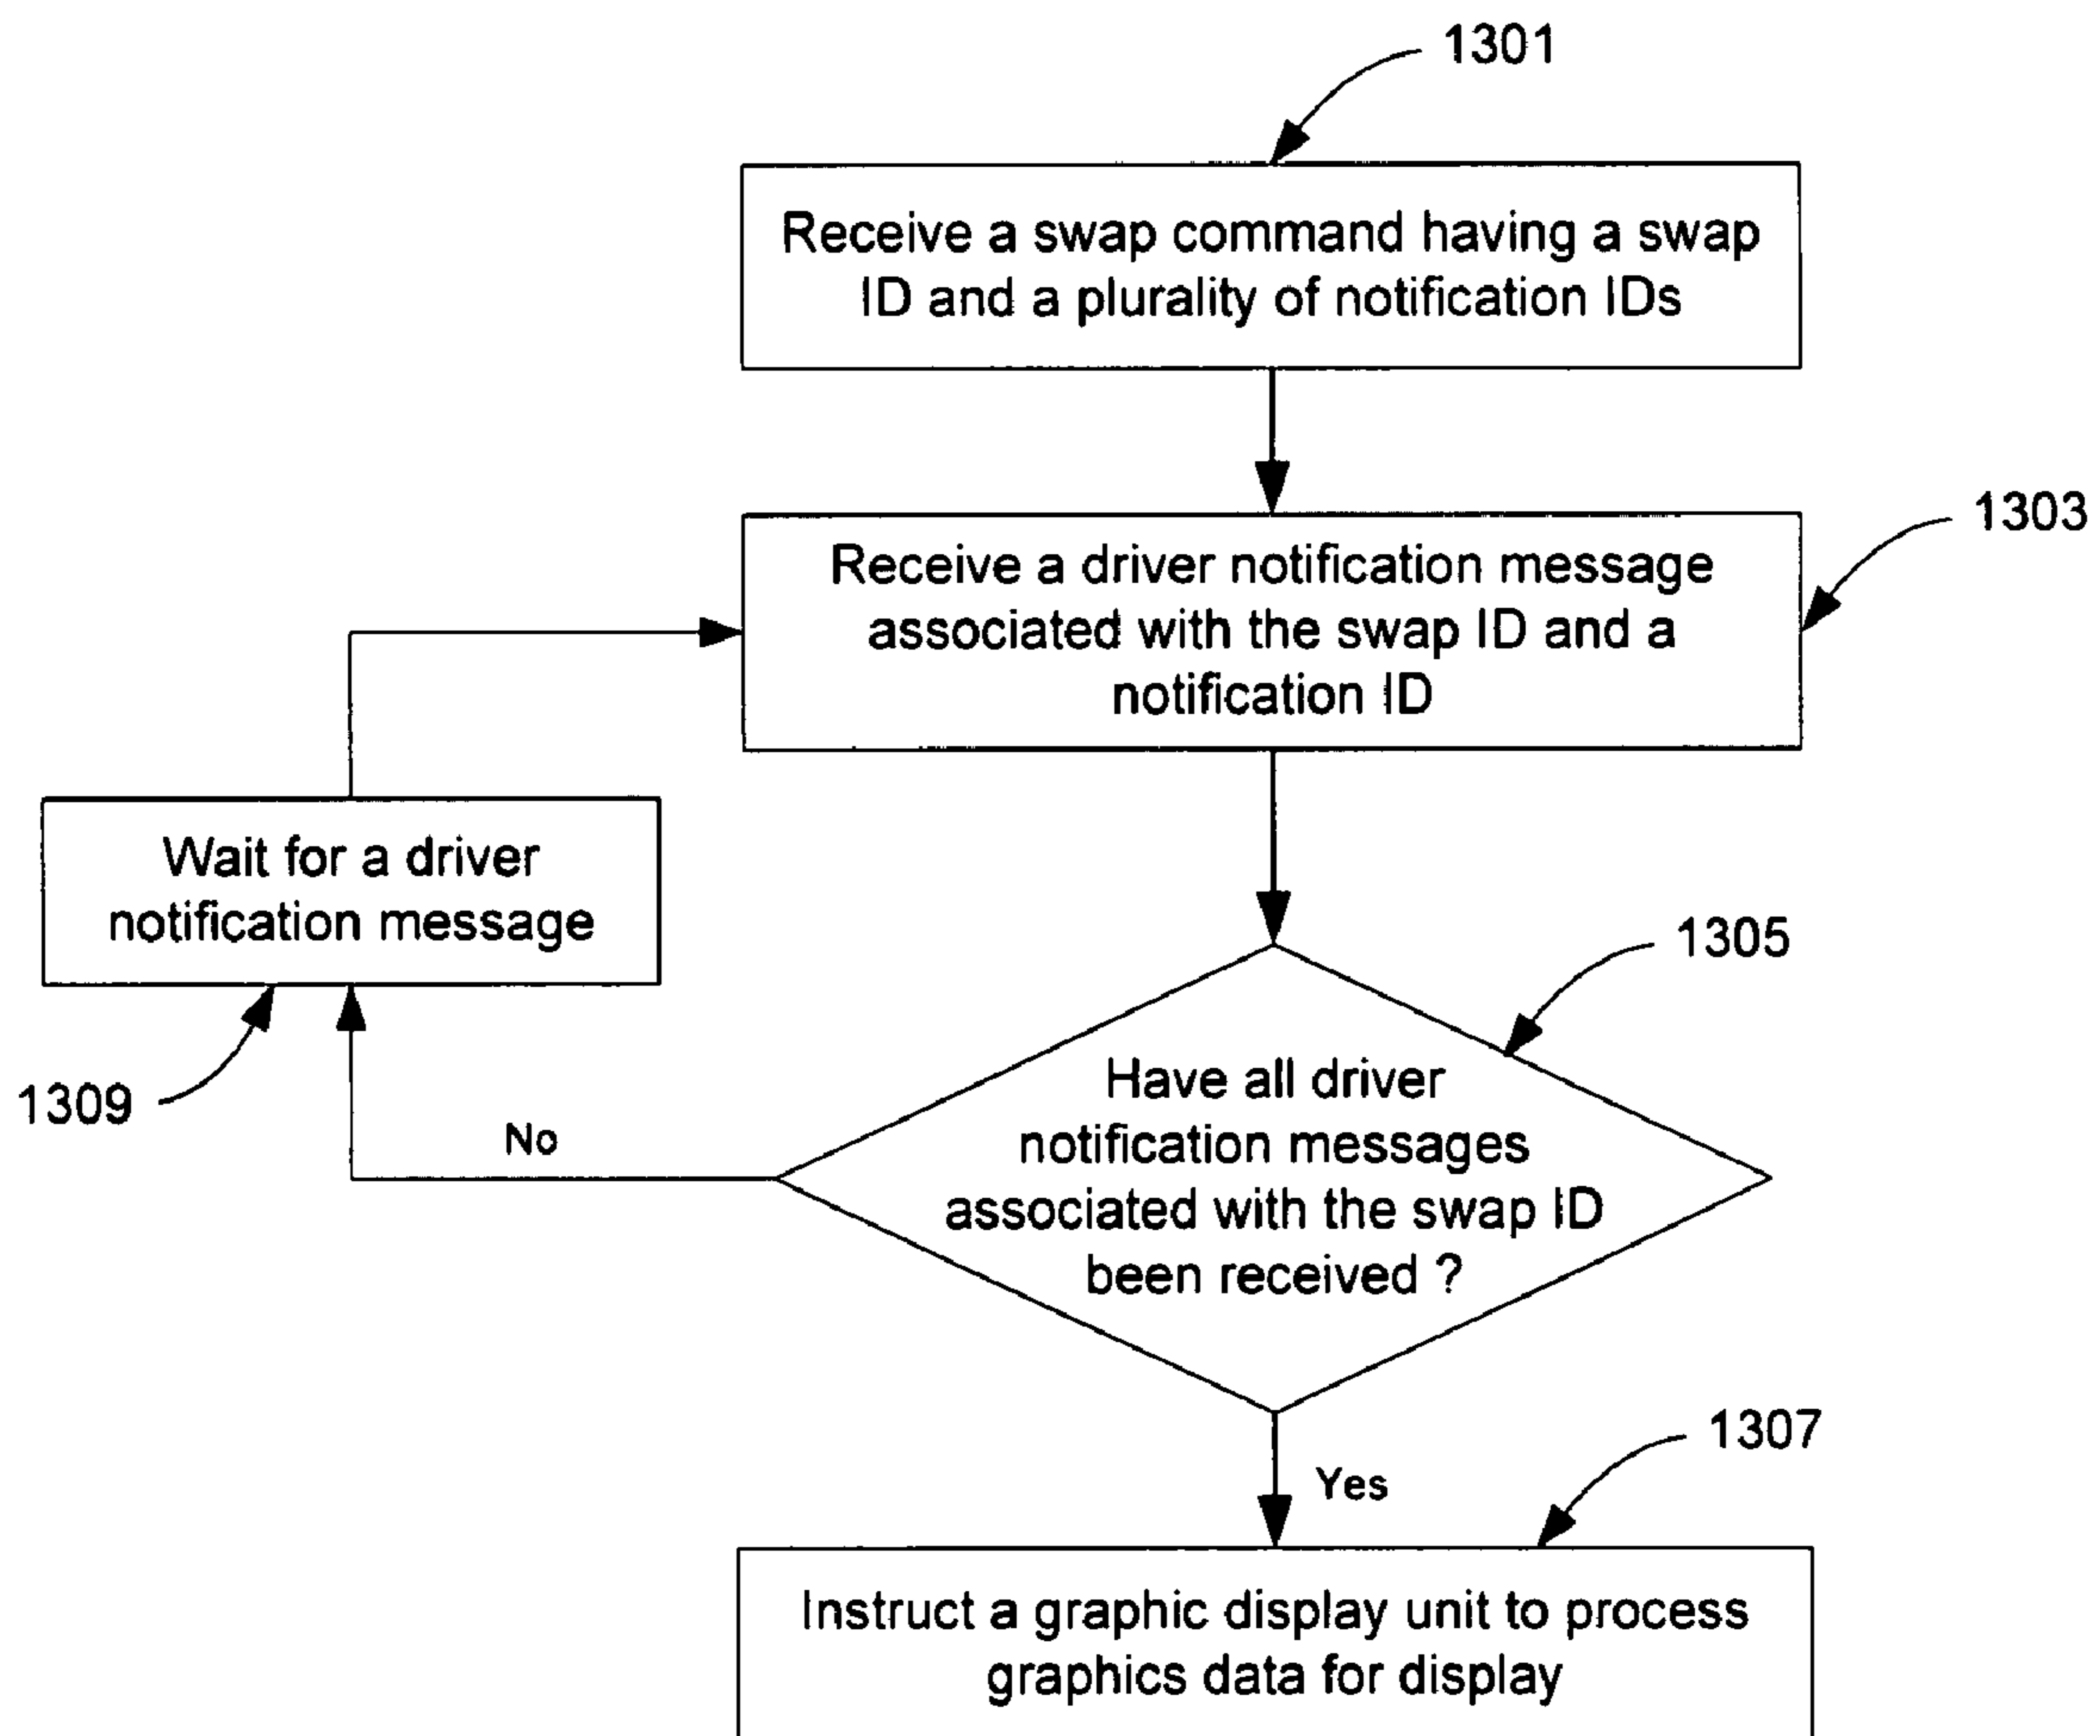 1301
Receive a swap command having a swap
ID and a plurality of notification IDs
1303
Receive a driver notification message
associated with the swap ID and a
notification ID
Wait for a driver
notification message
1305
1309
Have all driver
notification messages
associated with the swap ID
been received ?
No
1307
Yes
Instruct a graphic display unit to process
graphics data for display